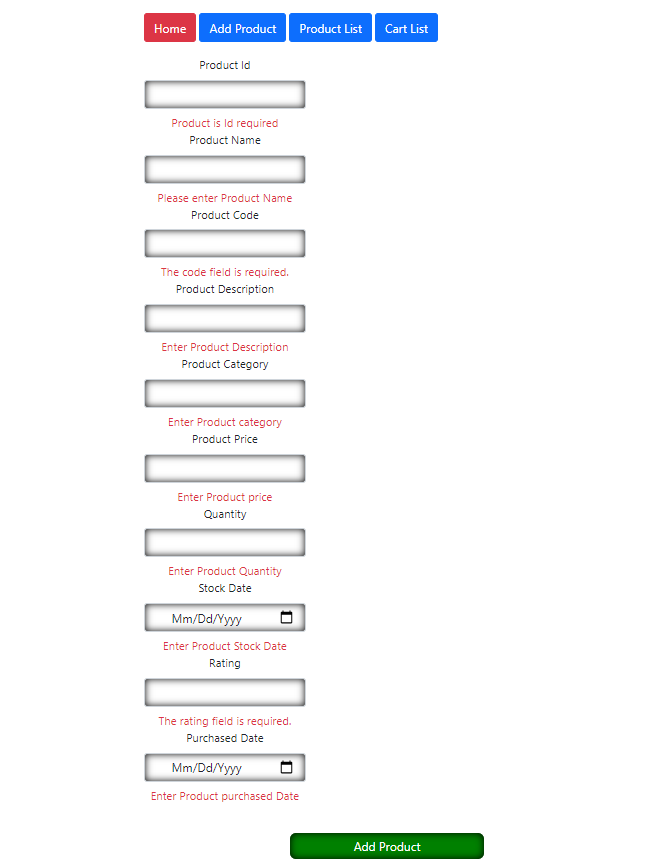 Home Add Product Product List Cart List
Product Id
Product is Id required
Product Name
Please enter Product Name
Product Code
The code field is required.
Product Description
Enter Product Description
Product Category
Enter Product category
Product Price
Enter Product price
Quantity
Enter Product Quantity
Stock Date
Mm/Dd/Yyyy
Enter Product Stock Date
Rating
The rating field is required.
Purchased Date
Mm/Dd/Yyyy
Enter Product purchased Date
Add Product